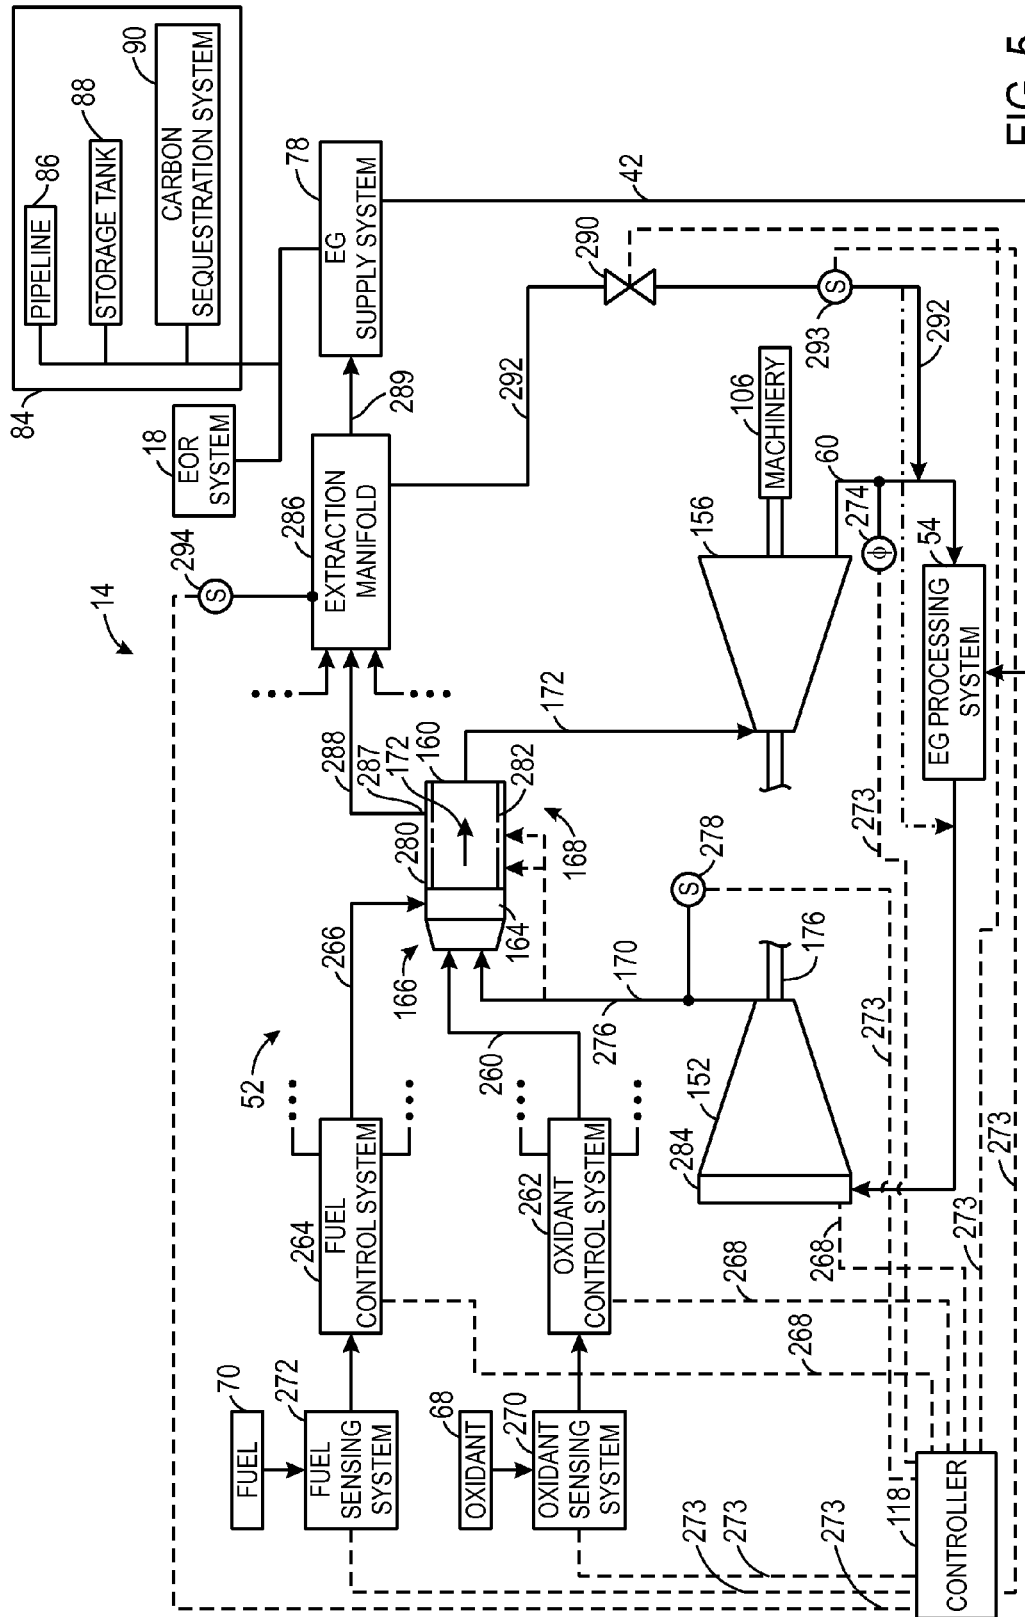 14
52
FUEL
70
FUEL
SENSING
SYSTEM
272
FUEL
CONTROL SYSTEM
264
266
OXIDANT
68
OXIDANT
SENSING
SYSTEM
270
OXIDANT
CONTROL SYSTEM
262
260
166
164
168
280
282
160
172
287
288
172
EXTRACTION
MANIFOLD
286
S
294
289
EG
SUPPLY SYSTEM
78
EOR
SYSTEM
18
84
PIPELINE
86
STORAGE TANK
88
CARBON
SEQUESTRATION SYSTEM
90
42
292
290
S
293
292
MACHINERY
106
156
60
Φ
274
EG PROCESSING
SYSTEM
54
S
278
170
276
176
152
284
268
268
268
273
273
273
273
273
273
273
CONTROLLER
118
FIG. 5